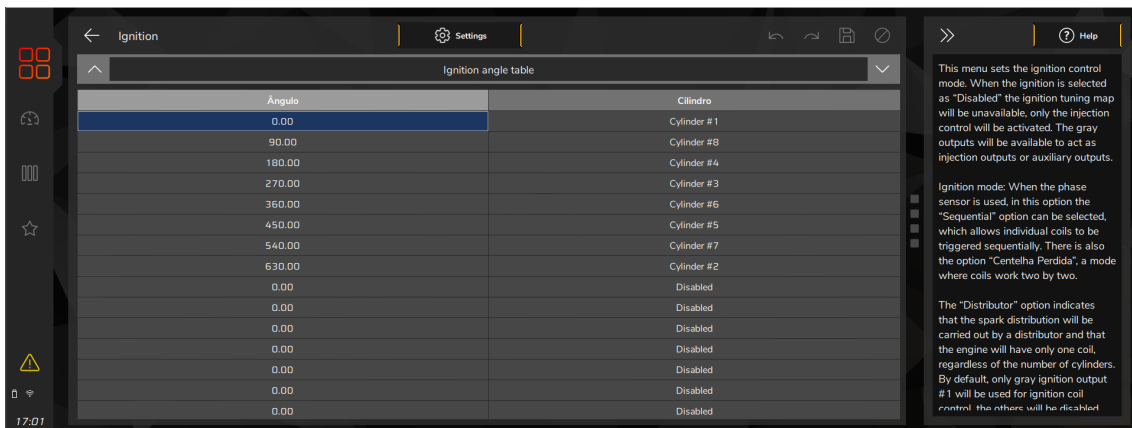 Ignition
Settings
Help
Ignition angle table
Ângulo Cilindro
0.00 Cylinder #1
90.00 Cylinder #8
180.00 Cylinder #4
270.00 Cylinder #3
360.00 Cylinder #6
450.00 Cylinder #5
540.00 Cylinder #7
630.00 Cylinder #2
0.00 Disabled
0.00 Disabled
0.00 Disabled
0.00 Disabled
0.00 Disabled
0.00 Disabled
0.00 Disabled
17:01
This menu sets the ignition control
mode. When the ignition is selected
as “Disabled” the ignition tuning map
will be unavailable, only the injection
control will be activated. The gray
outputs will be available to act as
injection outputs or auxiliary outputs.
Ignition mode: When the phase
sensor is used, in this option the
“Sequential” option can be selected,
which allows individual coils to be
triggered sequentially. There is also
the option “Centelha Perdida”, a mode
where coils work two by two.
The “Distributor” option indicates
that the spark distribution will be
carried out by a distributor and that
the engine will have only one coil,
regardless of the number of cylinders.
By default, only gray ignition output
#1 will be used for ignition coil
control, the others will be disabled